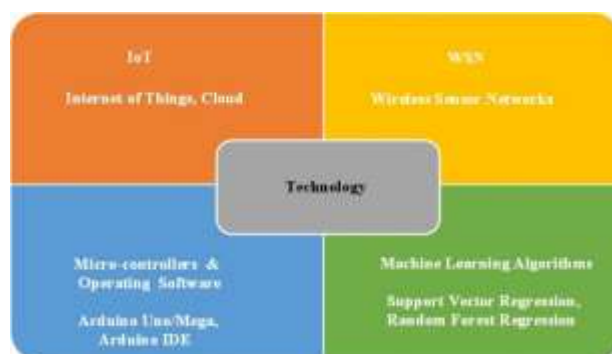 IoT
Internet of Things, Cloud
WSN
Wireless Sensor Networks
Technology
Micro-controllers &
Operating Software
Arduino Uno/Mega,
Arduino IDE
Machine Learning Algorithms
Support Vector Regression,
Random Forest Regression